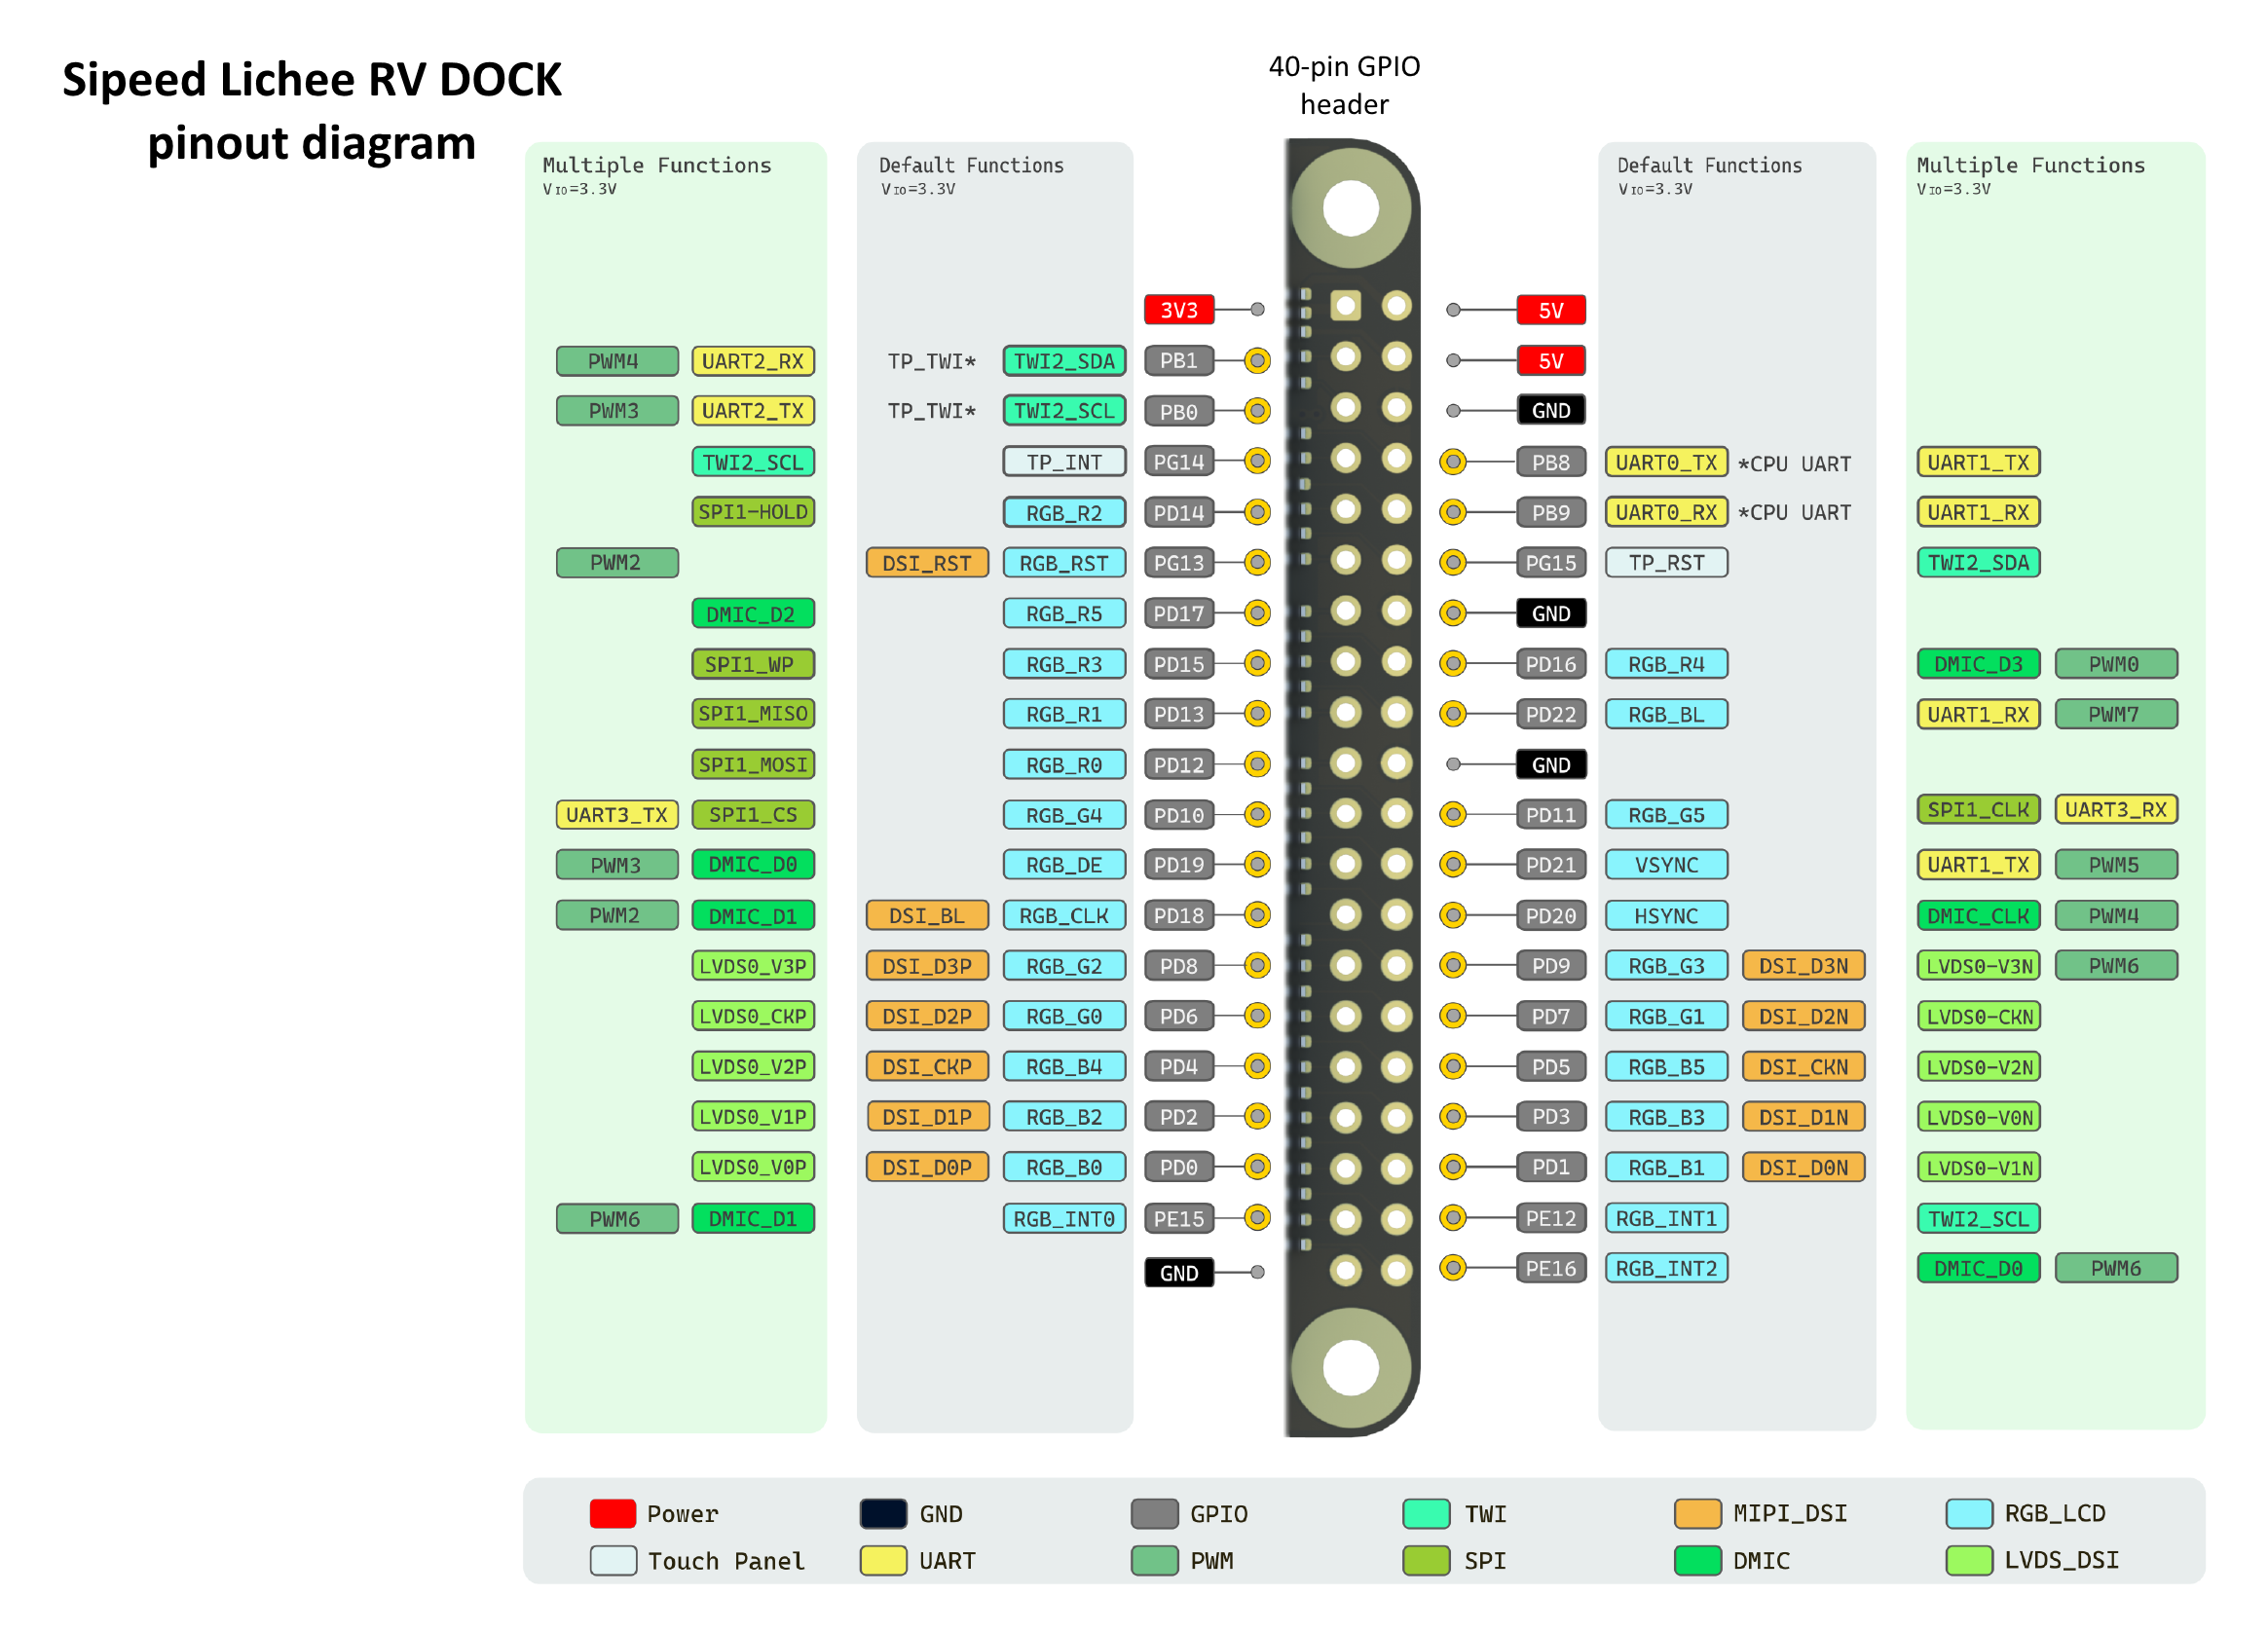 Sipeed Lichee RV DOCK
pinout diagram
40-pin GPIO
header
Multiple Functions
VIO=3.3V
Default Functions
VIO=3.3V
Default Functions
VIO=3.3V
Multiple Functions
VIO=3.3V
3V3 5V
PWM4 UART2_RX TP_TWI* TWI2_SDA PB1 5V
PWM3 UART2_TX TP_TWI* TWI2_SCL PB0 GND
TWI2_SCL TP_INT PG14 PB8 UART0_TX *CPU UART UART1_TX
SPI1-HOLD RGB_R2 PD14 PB9 UART0_RX *CPU UART UART1_RX
PWM2 DSI_RST RGB_RST PG13 PG15 TP_RST TWI2_SDA
DMIC_D2 RGB_R5 PD17 GND
SPI1_WP RGB_R3 PD15 PD16 RGB_R4 DMIC_D3 PWM0
SPI1_MISO RGB_R1 PD13 PD22 RGB_BL UART1_RX PWM7
SPI1_MOSI RGB_R0 PD12 GND
UART3_TX SPI1_CS RGB_G4 PD10 PD11 RGB_G5 SPI1_CLK UART3_RX
PWM3 DMIC_D0 RGB_DE PD19 PD21 VSYNC UART1_TX PWM5
PWM2 DMIC_D1 DSI_BL RGB_CLK PD18 PD20 HSYNC DMIC_CLK PWM4
LVDS0_V3P DSI_D3P RGB_G2 PD8 PD9 RGB_G3 DSI_D3N LVDS0-V3N PWM6
LVDS0_CKP DSI_D2P RGB_G0 PD6 PD7 RGB_G1 DSI_D2N LVDS0-CKN
LVDS0_V2P DSI_CKP RGB_B4 PD4 PD5 RGB_B5 DSI_CKN LVDS0-V2N
LVDS0_V1P DSI_D1P RGB_B2 PD2 PD3 RGB_B3 DSI_D1N LVDS0-V0N
LVDS0_V0P DSI_D0P RGB_B0 PD0 PD1 RGB_B1 DSI_D0N LVDS0-V1N
PWM6 DMIC_D1 RGB_INT0 PE15 PE12 RGB_INT1 TWI2_SCL
GND PE16 RGB_INT2 DMIC_D0 PWM6
Power GND GPIO TWI MIPI_DSI RGB_LCD
Touch Panel UART PWM SPI DMIC LVDS_DSI